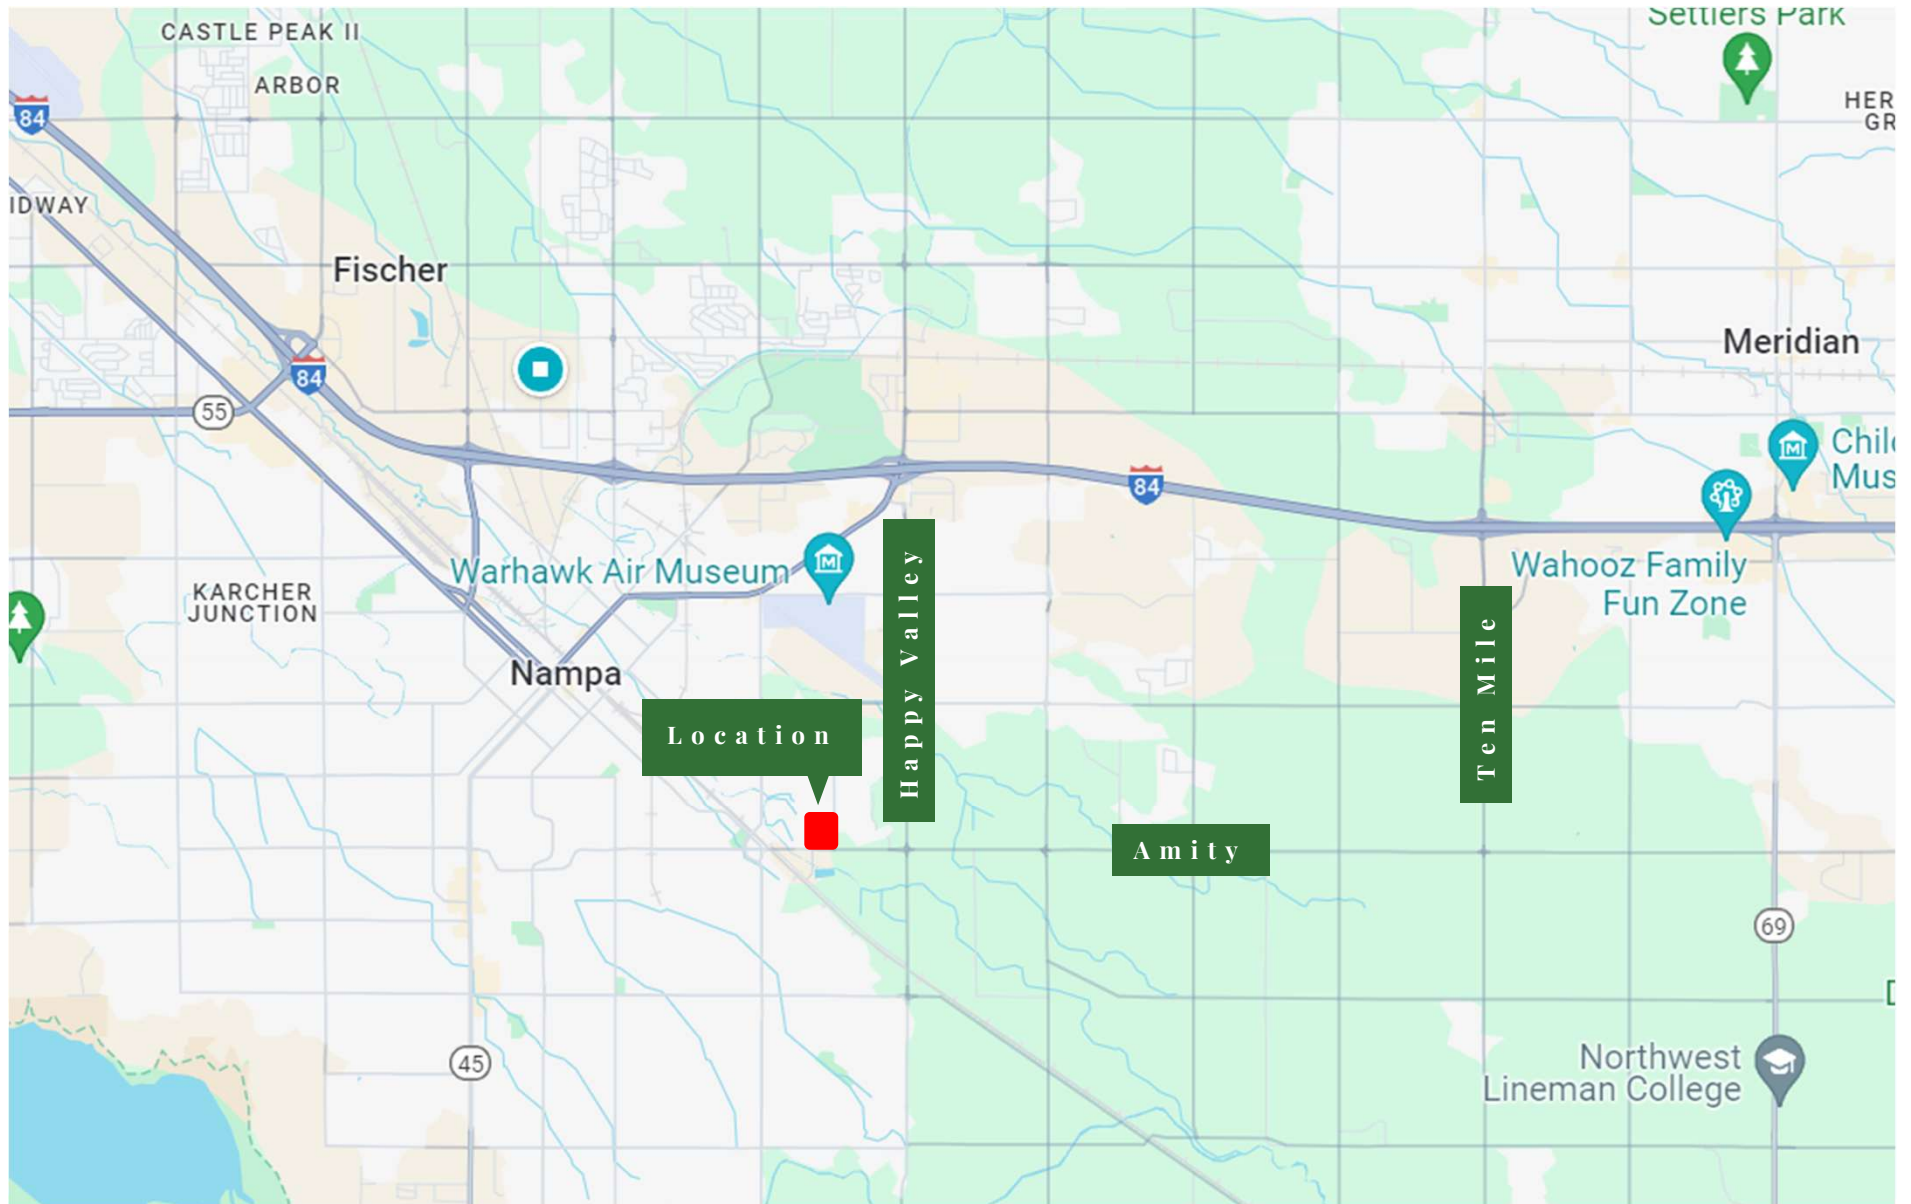 Settlers Park
CASTLE PEAK II
ARBOR
84
HER
GR
IDWAY
Fischer
Meridian
84
55
Chil
Mus
84
Wahooz Family
Fun Zone
Warhawk Air Museum
KARCHER
JUNCTION
Happy Valley
Ten Mile
Nampa
Location
Amity
69
45
Northwest
Lineman College